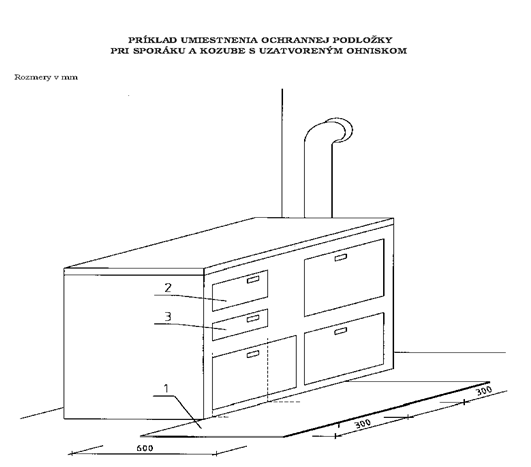 PRÍKLAD UMIESTNENIA OCHRANNEJ PODLOŽKY
PRI SPORÁKU A KOZUBE S UZATVORENÝM OHNISKOM
Rozmery v mm
2
3
1
300
300
600